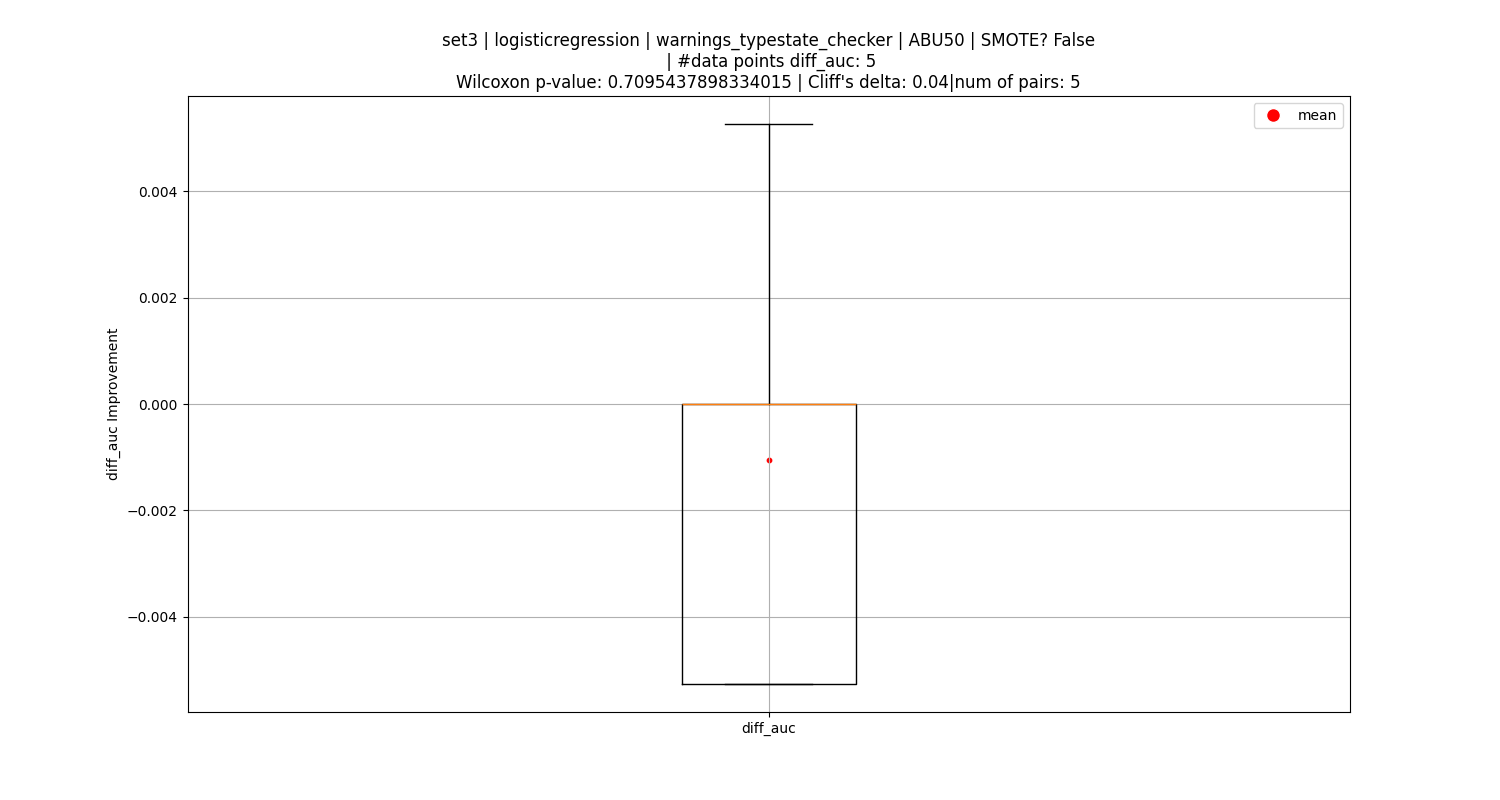 set3 | logisticregression | warnings_typestate_checker | ABU50 | SMOTE? False
| #data points diff_auc: 5
Wilcoxon p-value: 0.7095437898334015 | Cliff's delta: 0.04|num of pairs: 5
mean
0.004
0.002
0.000
−0.002
−0.004
diff_auc Improvement
diff_auc